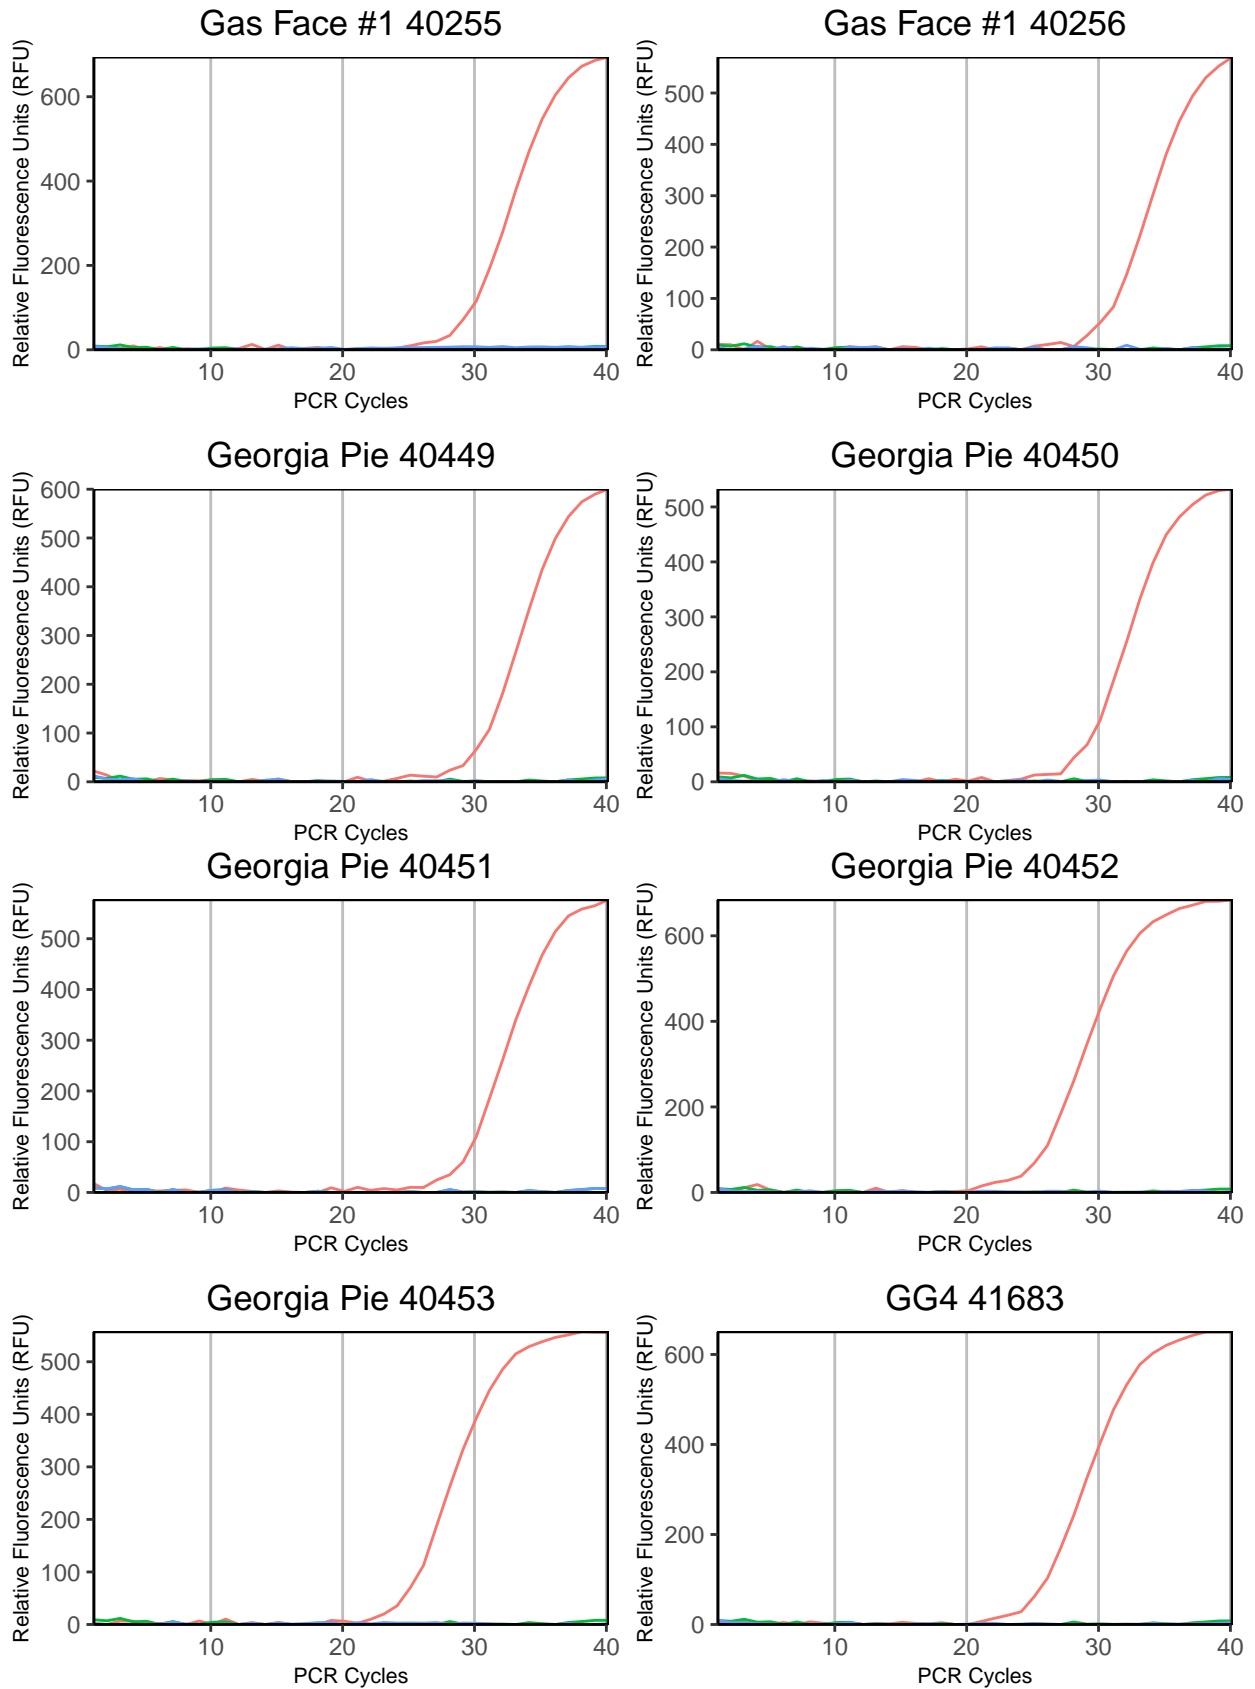 Gas Face #1 40255
Relative Fluorescence Units (RFU)
600
400
200
0
10 20 30 40
PCR Cycles
Gas Face #1 40256
Relative Fluorescence Units (RFU)
500
400
300
200
100
0
10 20 30 40
PCR Cycles
Georgia Pie 40449
Relative Fluorescence Units (RFU)
600
500
400
300
200
100
0
10 20 30 40
PCR Cycles
Georgia Pie 40450
Relative Fluorescence Units (RFU)
500
400
300
200
100
0
10 20 30 40
PCR Cycles
Georgia Pie 40451
Relative Fluorescence Units (RFU)
500
400
300
200
100
0
10 20 30 40
PCR Cycles
Georgia Pie 40452
Relative Fluorescence Units (RFU)
600
400
200
0
10 20 30 40
PCR Cycles
Georgia Pie 40453
Relative Fluorescence Units (RFU)
500
400
300
200
100
0
10 20 30 40
PCR Cycles
GG4 41683
Relative Fluorescence Units (RFU)
600
400
200
0
10 20 30 40
PCR Cycles